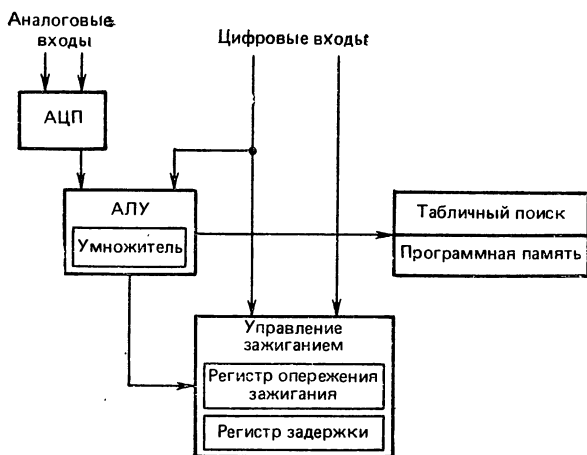 Аналоговые
входы
Цифровые входы
АЦП
АЛУ
Умножитель
Табличный поиск
Программная память
Управление
зажиганием
Регистр опережения
зажигания
Регистр задержки